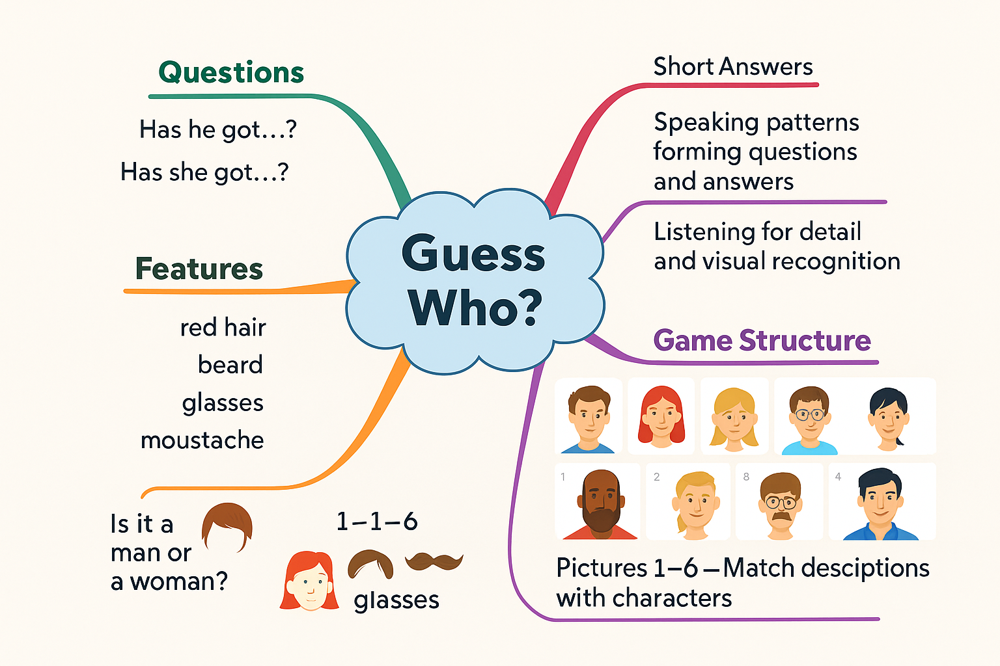 Questions
Has he got...?
Has she got...?
Features
red hair
beard
glasses
moustache
Is it a
man or
a woman?
1–1–6
glasses
Guess
Who?
Short Answers
Speaking patterns
forming questions
and answers
Listening for detail
and visual recognition
Game Structure
1
2
8
4
Pictures 1–6 – Match desciptions
with characters